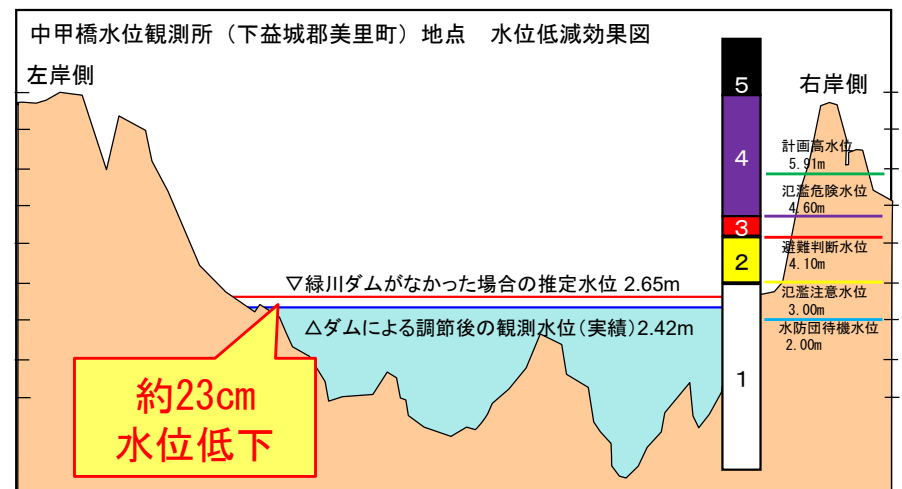 中甲橋水位観測所（下益城郡美里町）地点　水位低減効果図
左岸側
右岸側
5
4
3
2
1
計画高水位
5.91m
氾濫危険水位
4.60m
避難判断水位
4.10m
氾濫注意水位
3.00m
水防団待機水位
2.00m
▽緑川ダムがなかった場合の推定水位 2.65m
△ダムによる調節後の観測水位（実績）2.42m
約23cm
水位低下